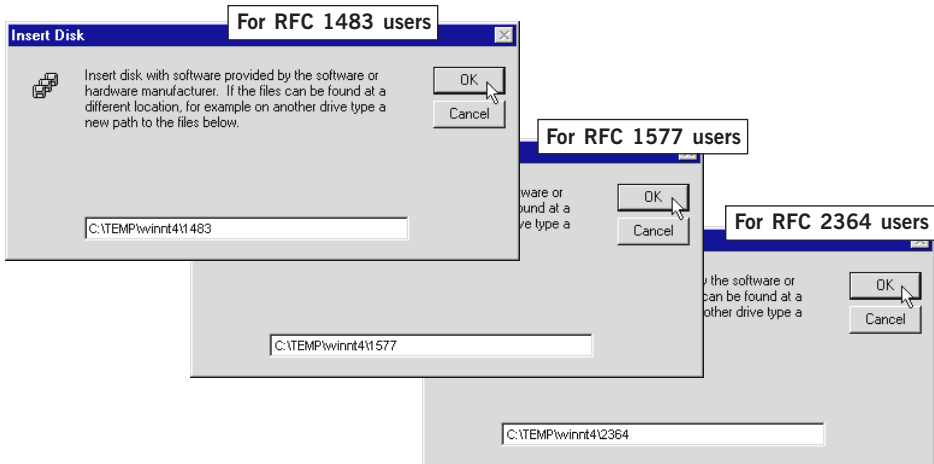 For RFC 1483 users
Insert Disk
Insert disk with software provided by the software or
hardware manufacturer. If the files can be found at a
different location, for example on another drive type a
new path to the files below.
OK
Cancel
C:\TEMP\winnt4\1483
For RFC 1577 users
ware or
ound at a
ve type a
OK
Cancel
C:\TEMP\winnt4\1577
For RFC 2364 users
y the software or
can be found at a
other drive type a
OK
Cancel
C:\TEMP\winnt4\2364